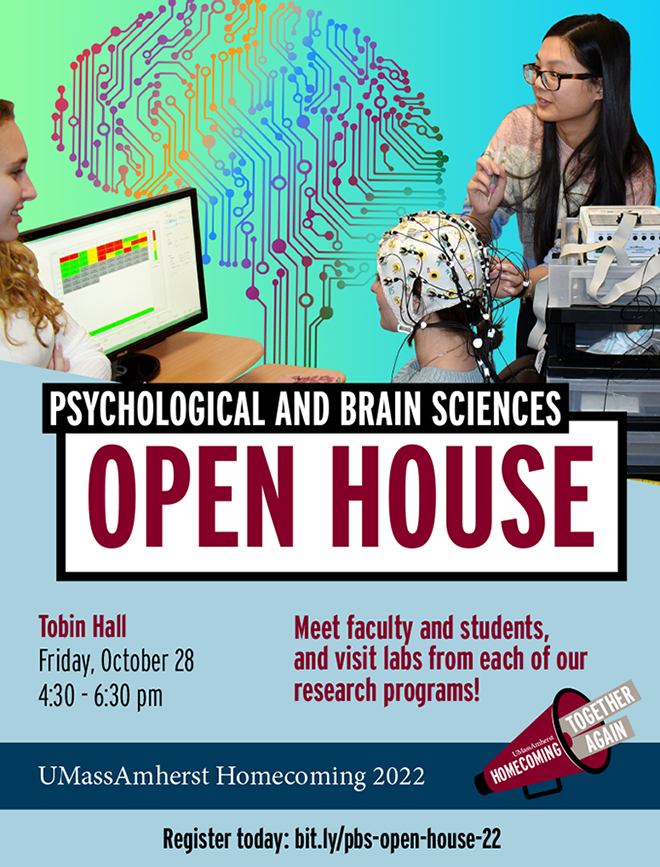 PSYCHOLOGICAL AND BRAIN SCIENCES
OPEN HOUSE
Tobin Hall
Friday, October 28
4:30 - 6:30 pm
Meet faculty and students,
and visit labs from each of our
research programs!
UMassAmherst
HOMECOMING
TOGETHER
AGAIN
UMassAmherst Homecoming 2022
Register today: bit.ly/pbs-open-house-22